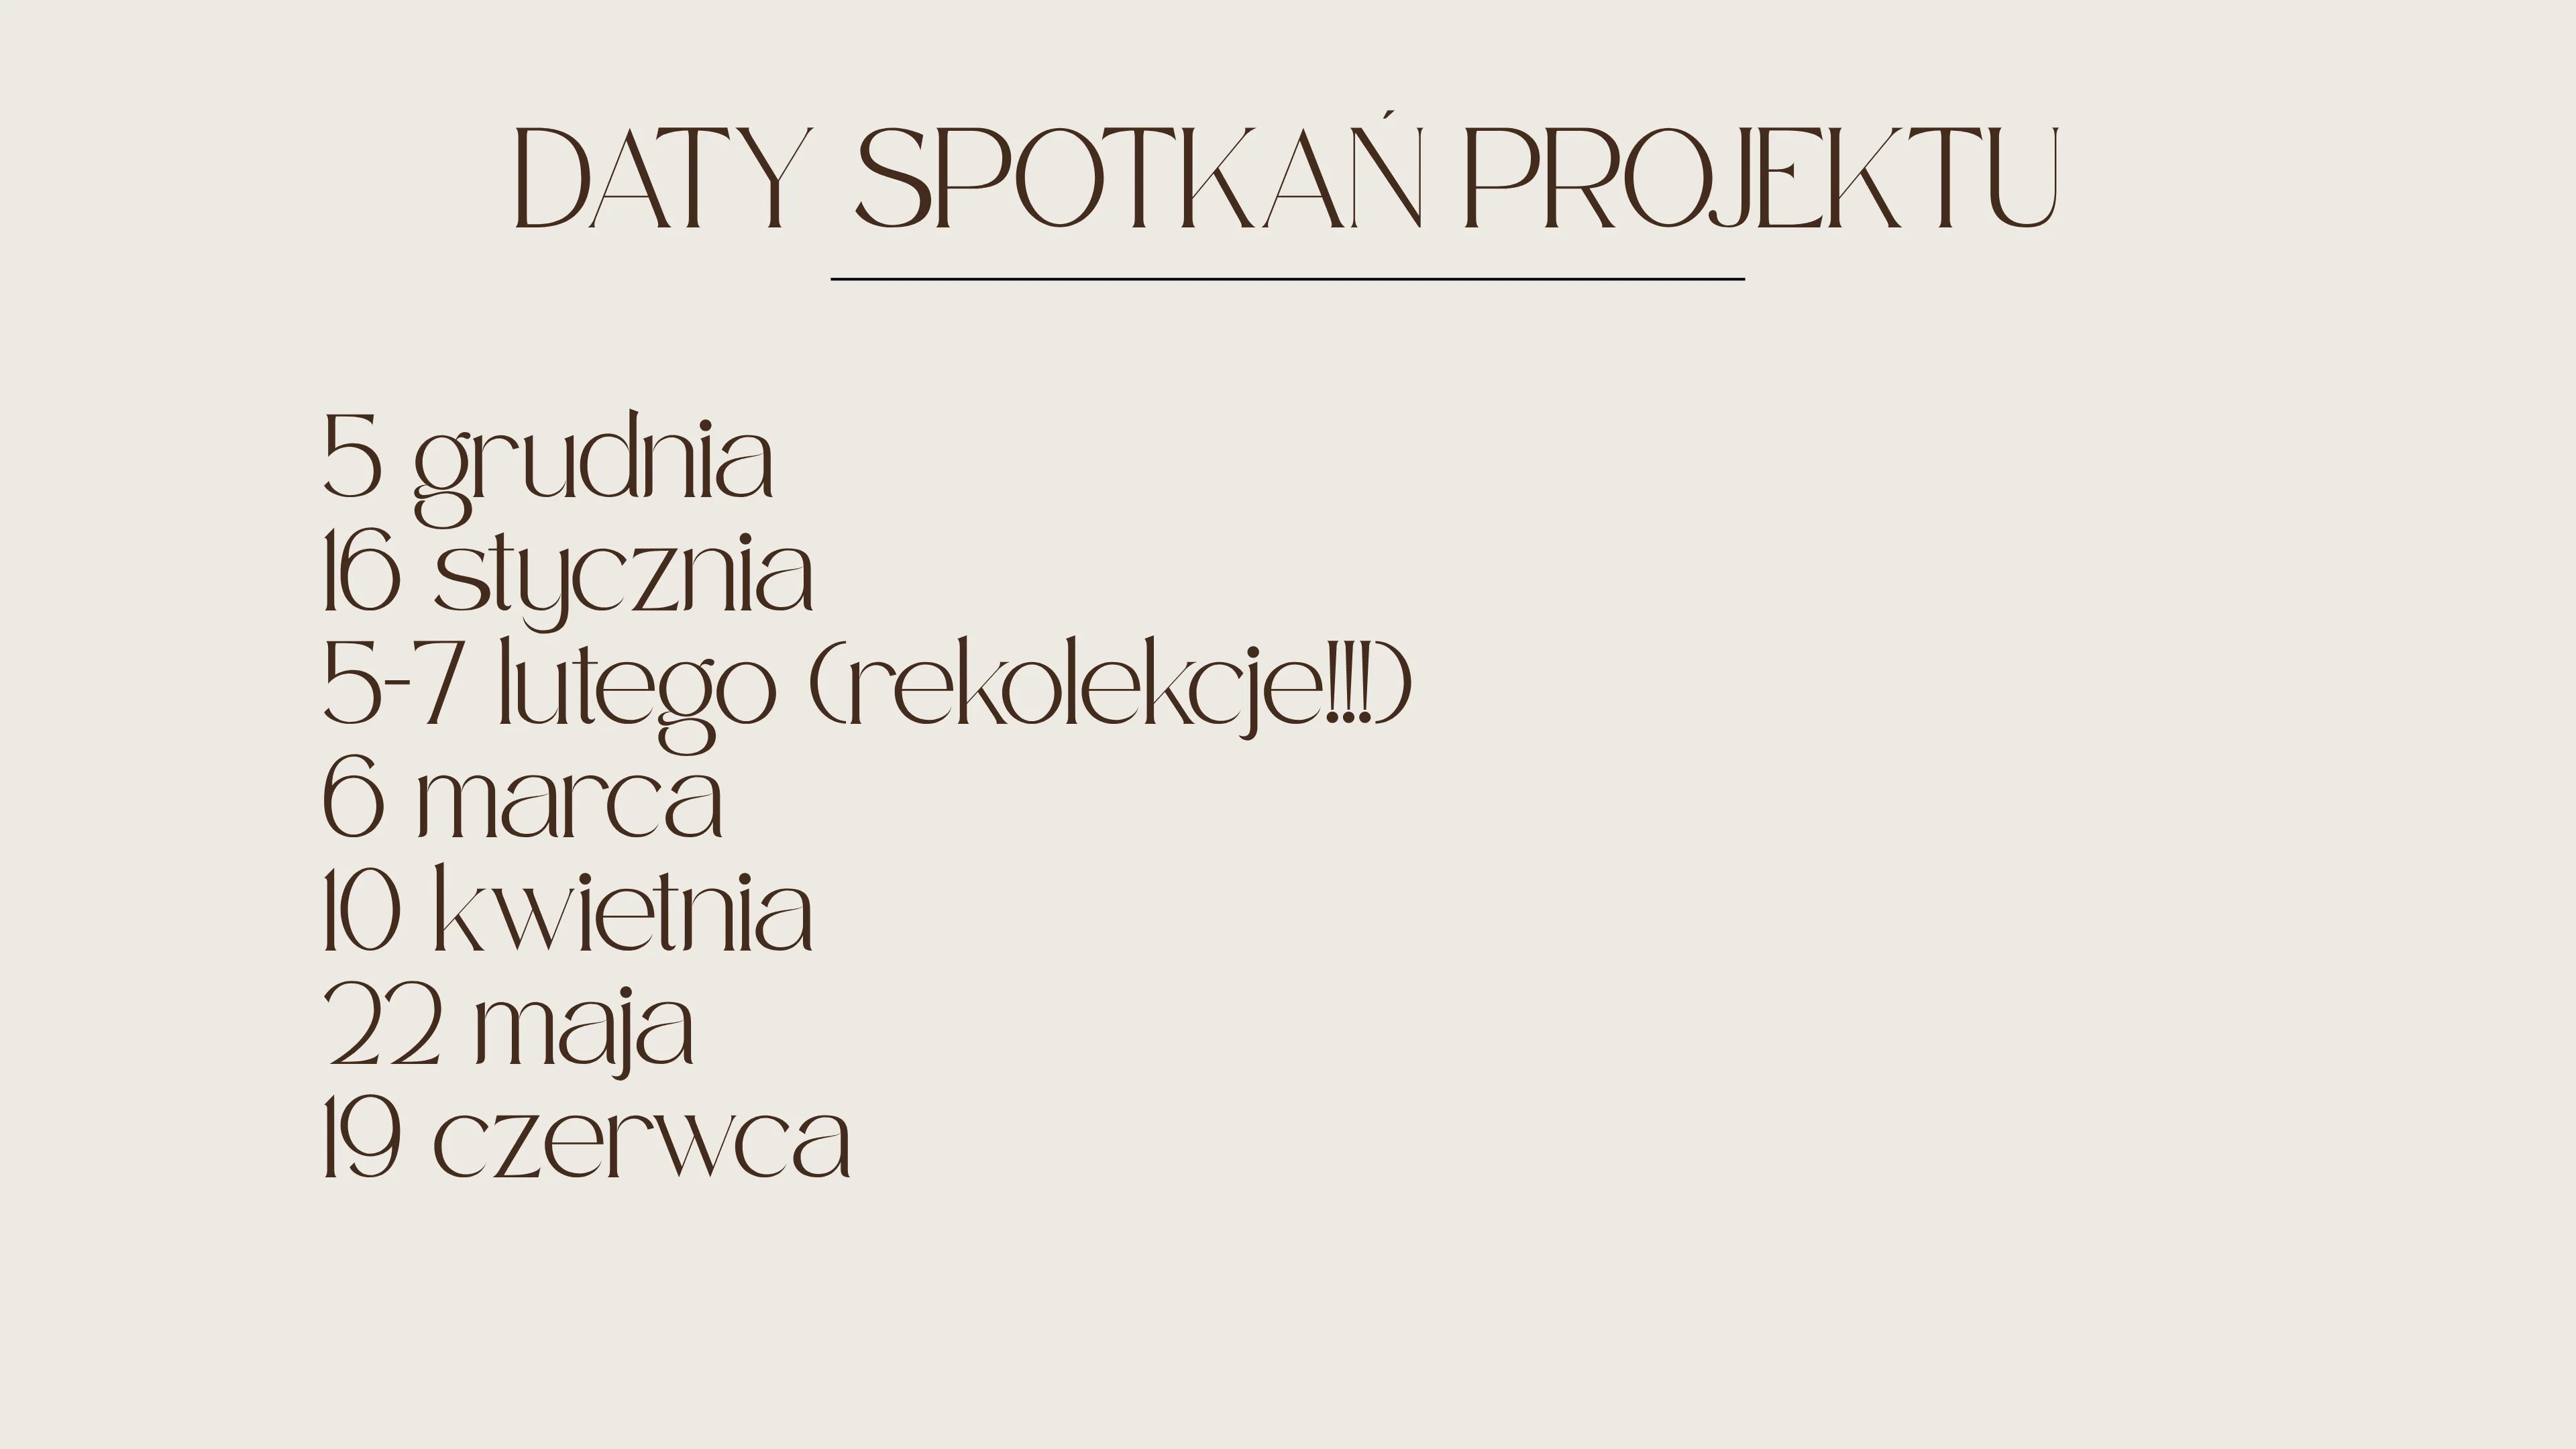 DATY SPOTKAŃ PROJEKTU
5 grudnia
16 stycznia
5-7 lutego (rekolekcje!!!)
6 marca
10 kwietnia
22 maja
19 czerwca